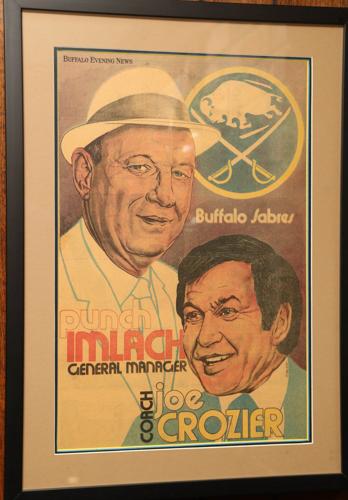 BUFFALO EVENING NEWS
Buffalo Sabres
punch
IMLACH
GENERAL MANAGER
COACH
joe
CROZIER